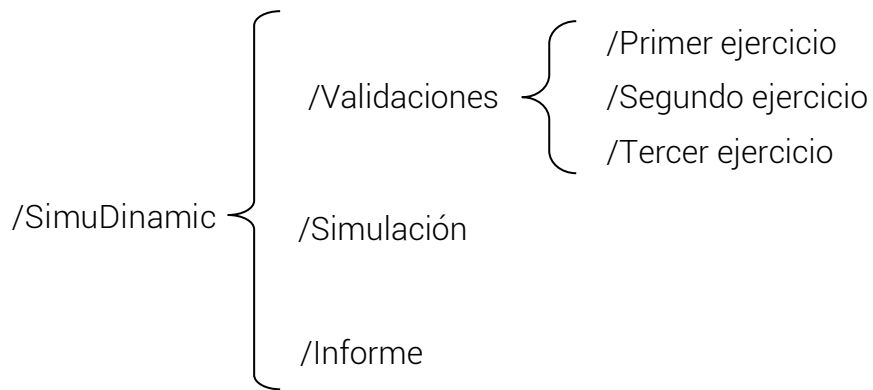 /SimuDinamic
/Validaciones
/Primer ejercicio
/Segundo ejercicio
/Tercer ejercicio
/Simulación
/Informe